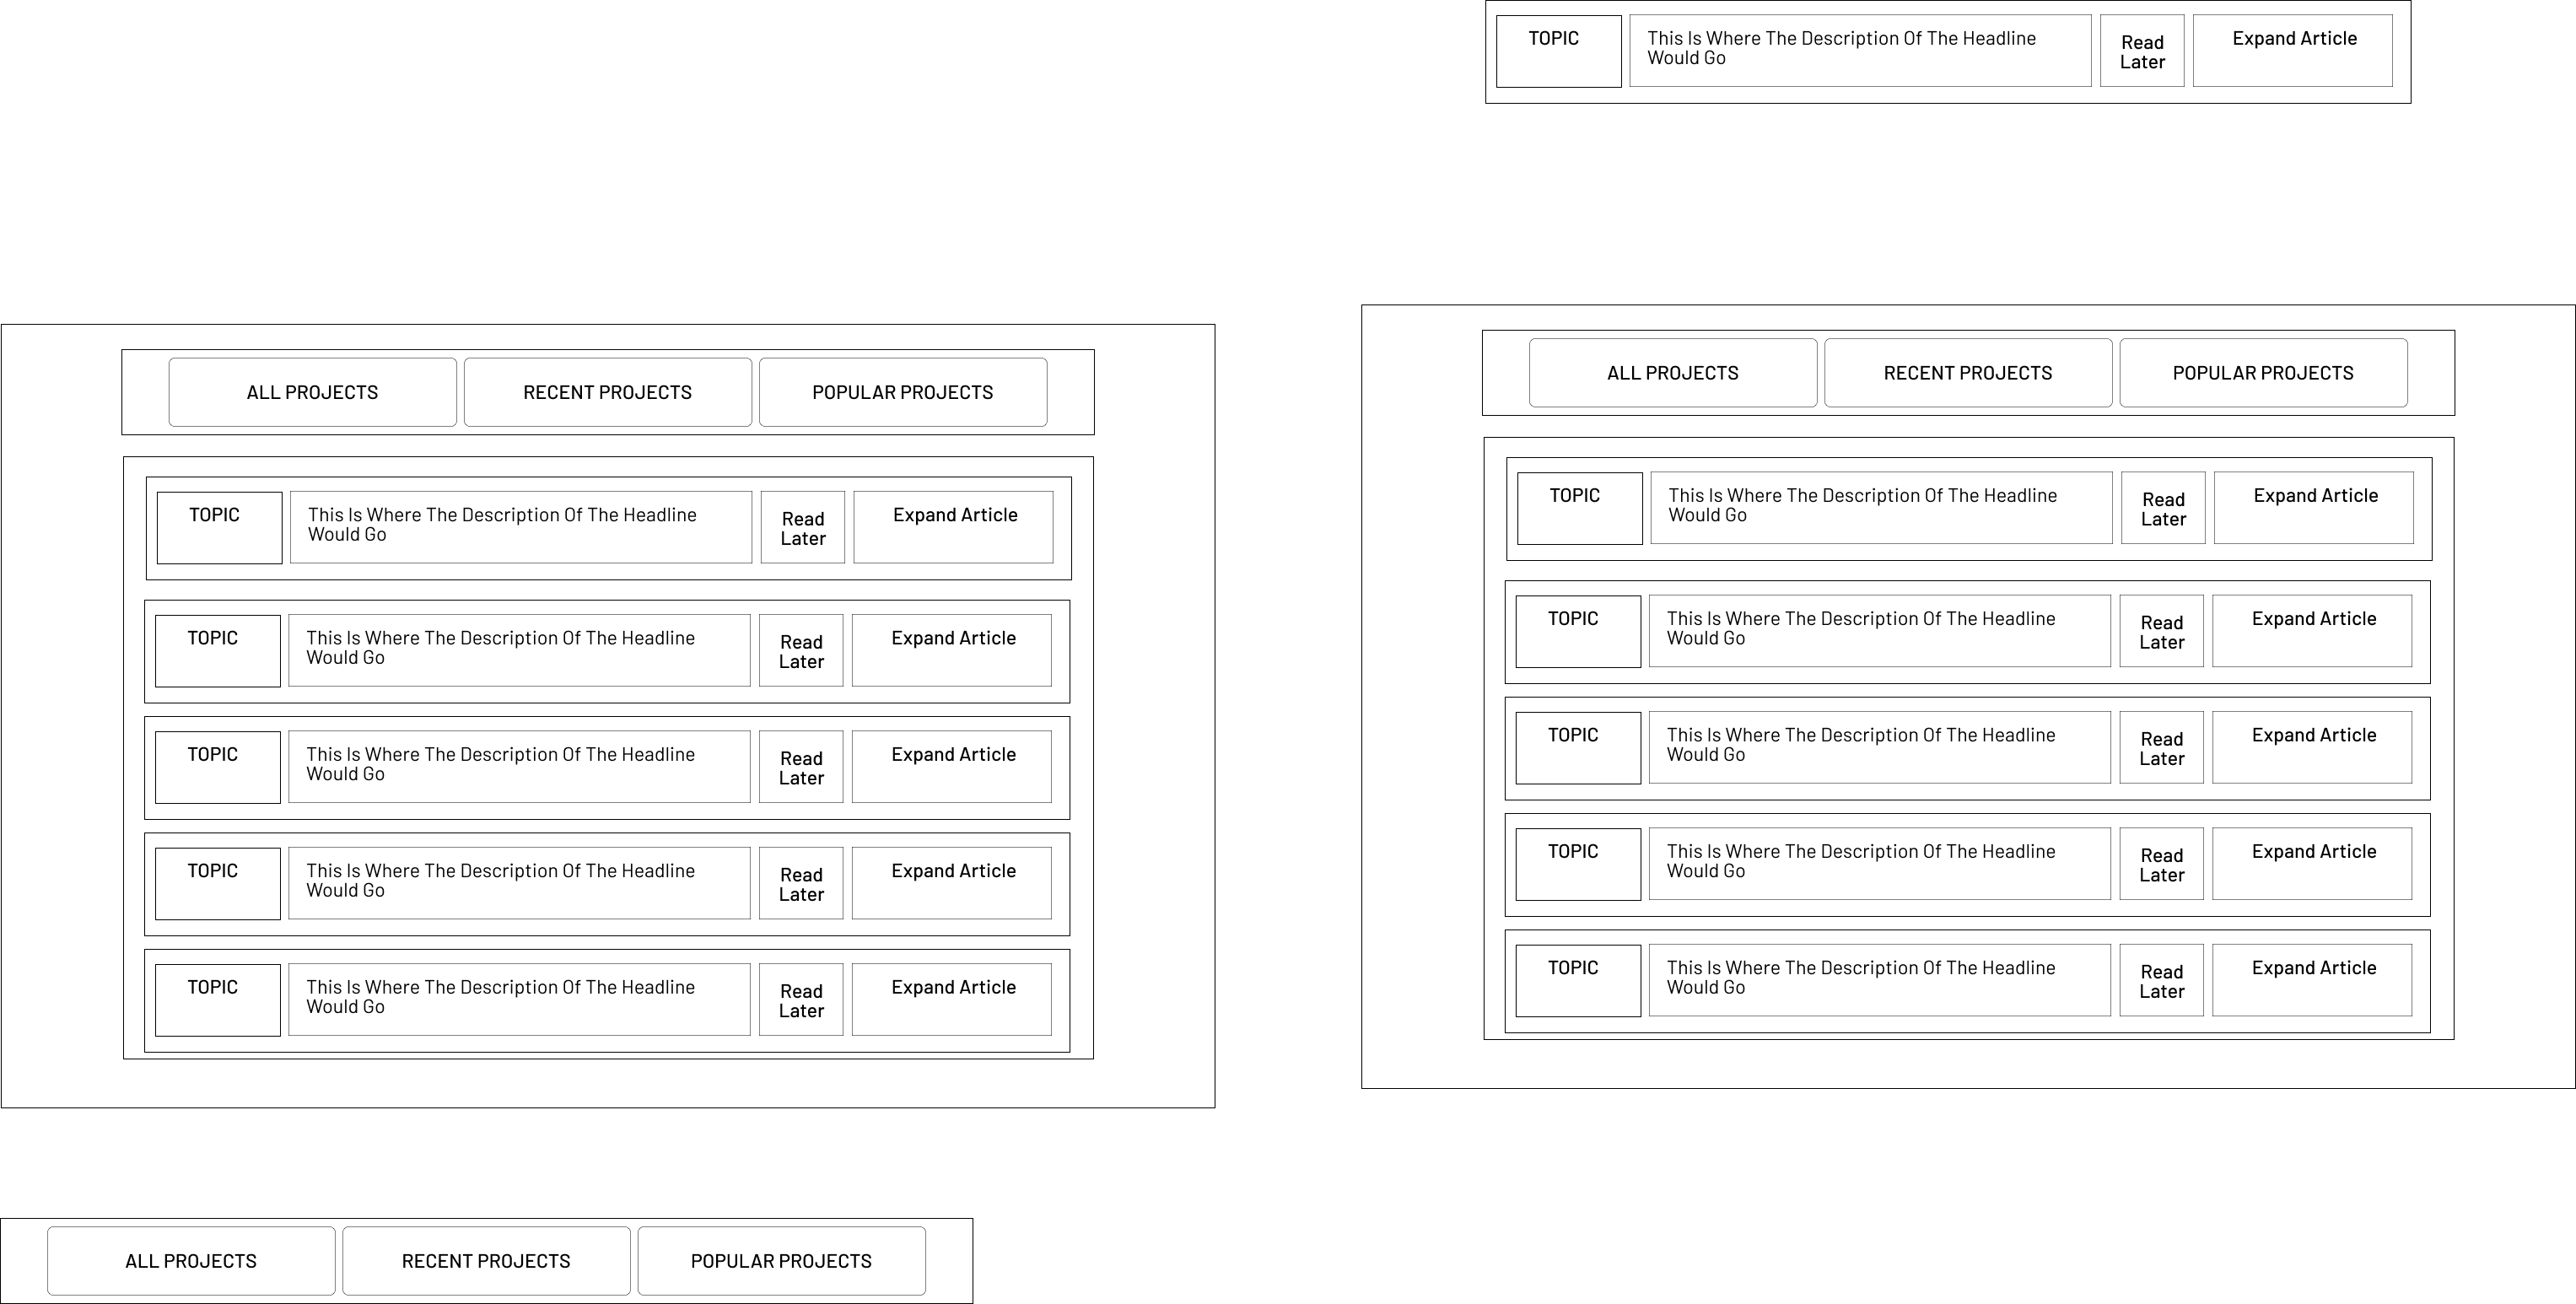 TOPIC
This Is Where The Description Of The Headline
Would Go
Read
Later
Expand Article
ALL PROJECTS
RECENT PROJECTS
POPULAR PROJECTS
TOPIC
This Is Where The Description Of The Headline
Would Go
Read
Later
Expand Article
TOPIC
This Is Where The Description Of The Headline
Would Go
Read
Later
Expand Article
TOPIC
This Is Where The Description Of The Headline
Would Go
Read
Later
Expand Article
TOPIC
This Is Where The Description Of The Headline
Would Go
Read
Later
Expand Article
TOPIC
This Is Where The Description Of The Headline
Would Go
Read
Later
Expand Article
ALL PROJECTS
RECENT PROJECTS
POPULAR PROJECTS
TOPIC
This Is Where The Description Of The Headline
Would Go
Read
Later
Expand Article
TOPIC
This Is Where The Description Of The Headline
Would Go
Read
Later
Expand Article
TOPIC
This Is Where The Description Of The Headline
Would Go
Read
Later
Expand Article
TOPIC
This Is Where The Description Of The Headline
Would Go
Read
Later
Expand Article
TOPIC
This Is Where The Description Of The Headline
Would Go
Read
Later
Expand Article
ALL PROJECTS
RECENT PROJECTS
POPULAR PROJECTS